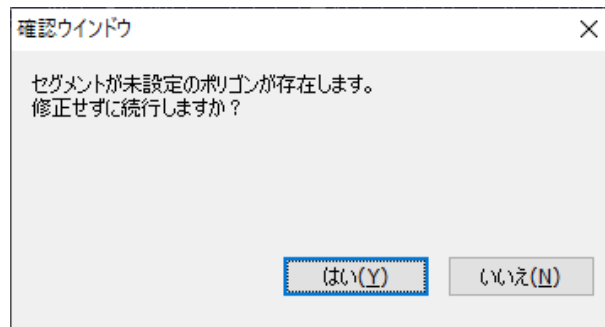 確認ウインドウ
セグメントが未設定のポリゴンが存在します。
修正せずに続行しますか？
はい(Y)
いいえ(N)